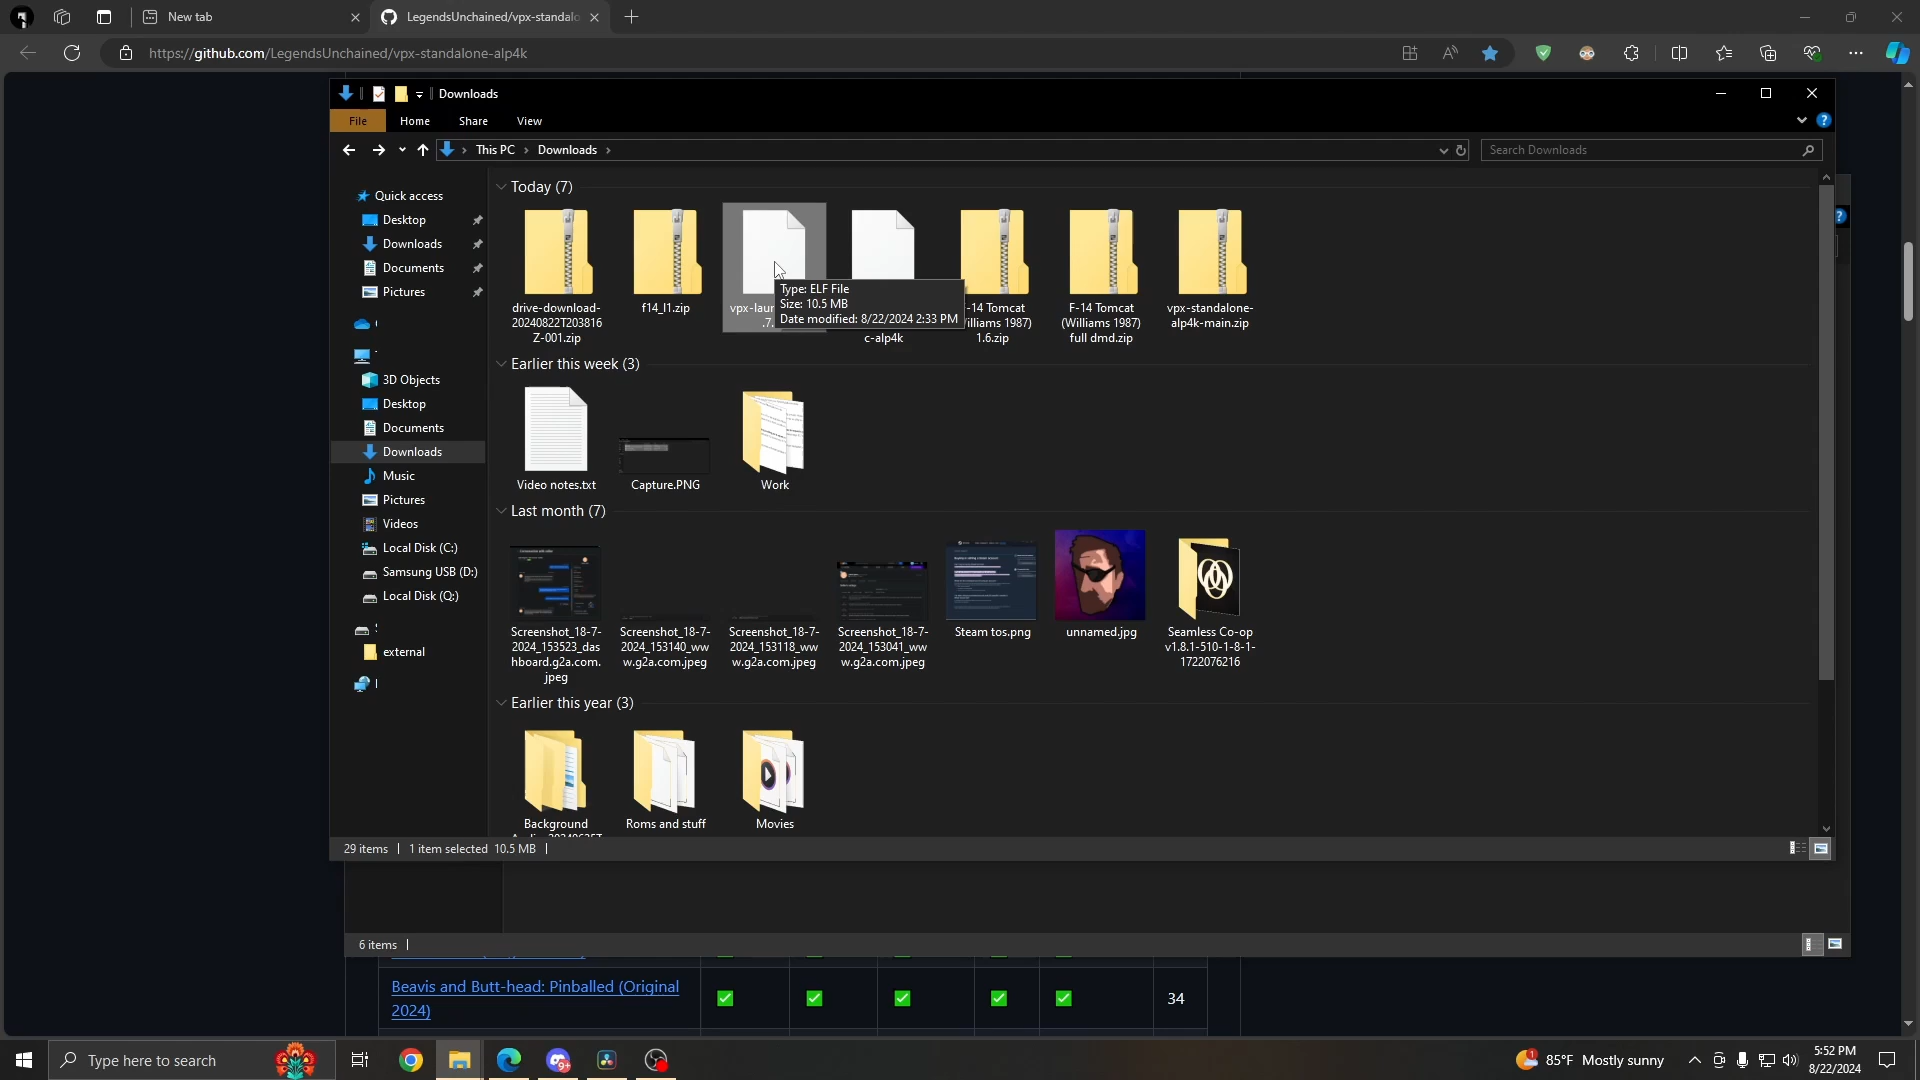 New tab
LegendsUnchained/vpx-standalo
https://github.com/LegendsUnchained/vpx-standalone-alp4k
Downloads
File
Home
Share
View
This PC
Downloads
Search Downloads
Quick access
Desktop
Downloads
Documents
Pictures
3D Objects
Desktop
Documents
Downloads
Music
Pictures
Videos
Local Disk (C:)
Samsung USB (D:)
Local Disk (Q:)
external
Today (7)
drive-download-
20240822T203816
Z-001.zip
f14_l1.zip
vpx-laun
.7.
c-alp4k
-14 Tomcat
illiams 1987)
1.6.zip
F-14 Tomcat
(Williams 1987)
full dmd.zip
vpx-standalone-
alp4k-main.zip
Type: ELF File
Size: 10.5 MB
Date modified: 8/22/2024 2:33 PM
Earlier this week (3)
Video notes.txt
Capture.PNG
Work
Last month (7)
Screenshot_18-7-
2024_153523_das
hboard.g2a.com.
jpeg
Screenshot_18-7-
2024_153140_ww
w.g2a.com.jpeg
Screenshot_18-7-
2024_153118_ww
w.g2a.com.jpeg
Screenshot_18-7-
2024_153041_ww
w.g2a.com.jpeg
Steam tos.png
unnamed.jpg
Seamless Co-op
v1.8.1-510-1-8-1-
1722076216
Earlier this year (3)
Background
Roms and stuff
Movies
29 items
1 item selected 10.5 MB
6 items
Beavis and Butt-head: Pinballed (Original
2024)
34
Type here to search
85°F Mostly sunny
5:52 PM
8/22/2024